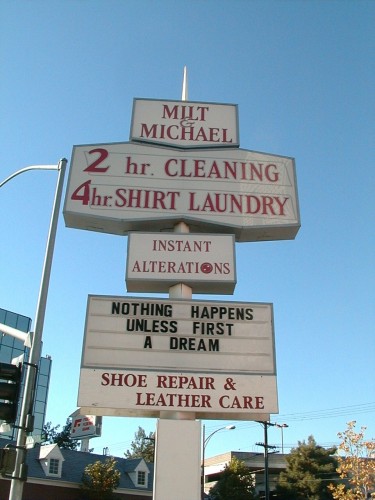 MILT
&
MICHAEL
2 hr. CLEANING
4 hr. SHIRT LAUNDRY
INSTANT
ALTERATIONS
NOTHING HAPPENS
UNLESS FIRST
A DREAM
SHOE REPAIR &
LEATHER CARE